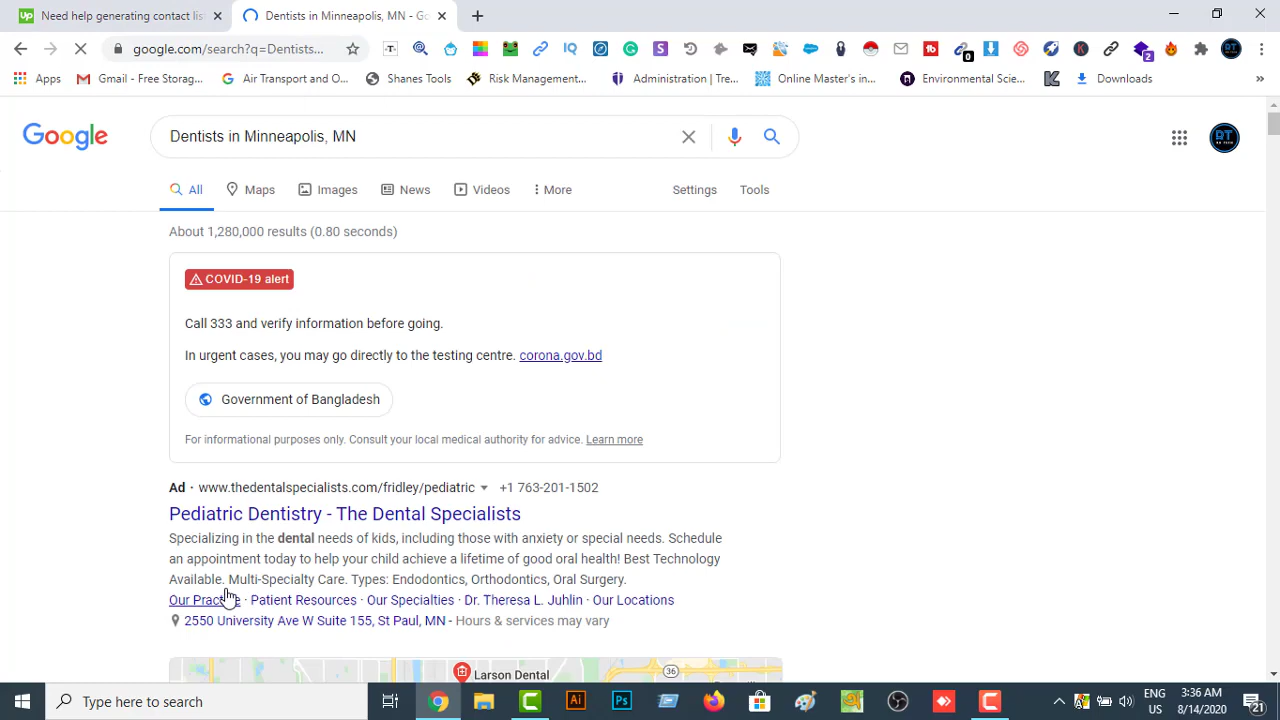 Need help generating contact lis
Dentists in Minneapolis, MN - Go
google.com/search?q=Dentists...
Apps
Gmail - Free Storag...
Air Transport and O...
Shanes Tools
Risk Management...
Administration | Tre...
Online Master's in...
Environmental Scie...
Downloads
Google
Dentists in Minneapolis, MN
All
Maps
Images
News
Videos
More
Settings
Tools
About 1,280,000 results (0.80 seconds)
COVID-19 alert
Call 333 and verify information before going.
In urgent cases, you may go directly to the testing centre. corona.gov.bd
Government of Bangladesh
For informational purposes only. Consult your local medical authority for advice. Learn more
Ad · www.thedentalspecialists.com/fridley/pediatric +1 763-201-1502
Pediatric Dentistry - The Dental Specialists
Specializing in the dental needs of kids, including those with anxiety or special needs. Schedule
an appointment today to help your child achieve a lifetime of good oral health! Best Technology
Available. Multi-Specialty Care. Types: Endodontics, Orthodontics, Oral Surgery.
Our Practice · Patient Resources · Our Specialties · Dr. Theresa L. Juhlin · Our Locations
2550 University Ave W Suite 155, St Paul, MN - Hours & services may vary
Larson Dental
36
Type here to search
ENG
US
3:36 AM
8/14/2020
21